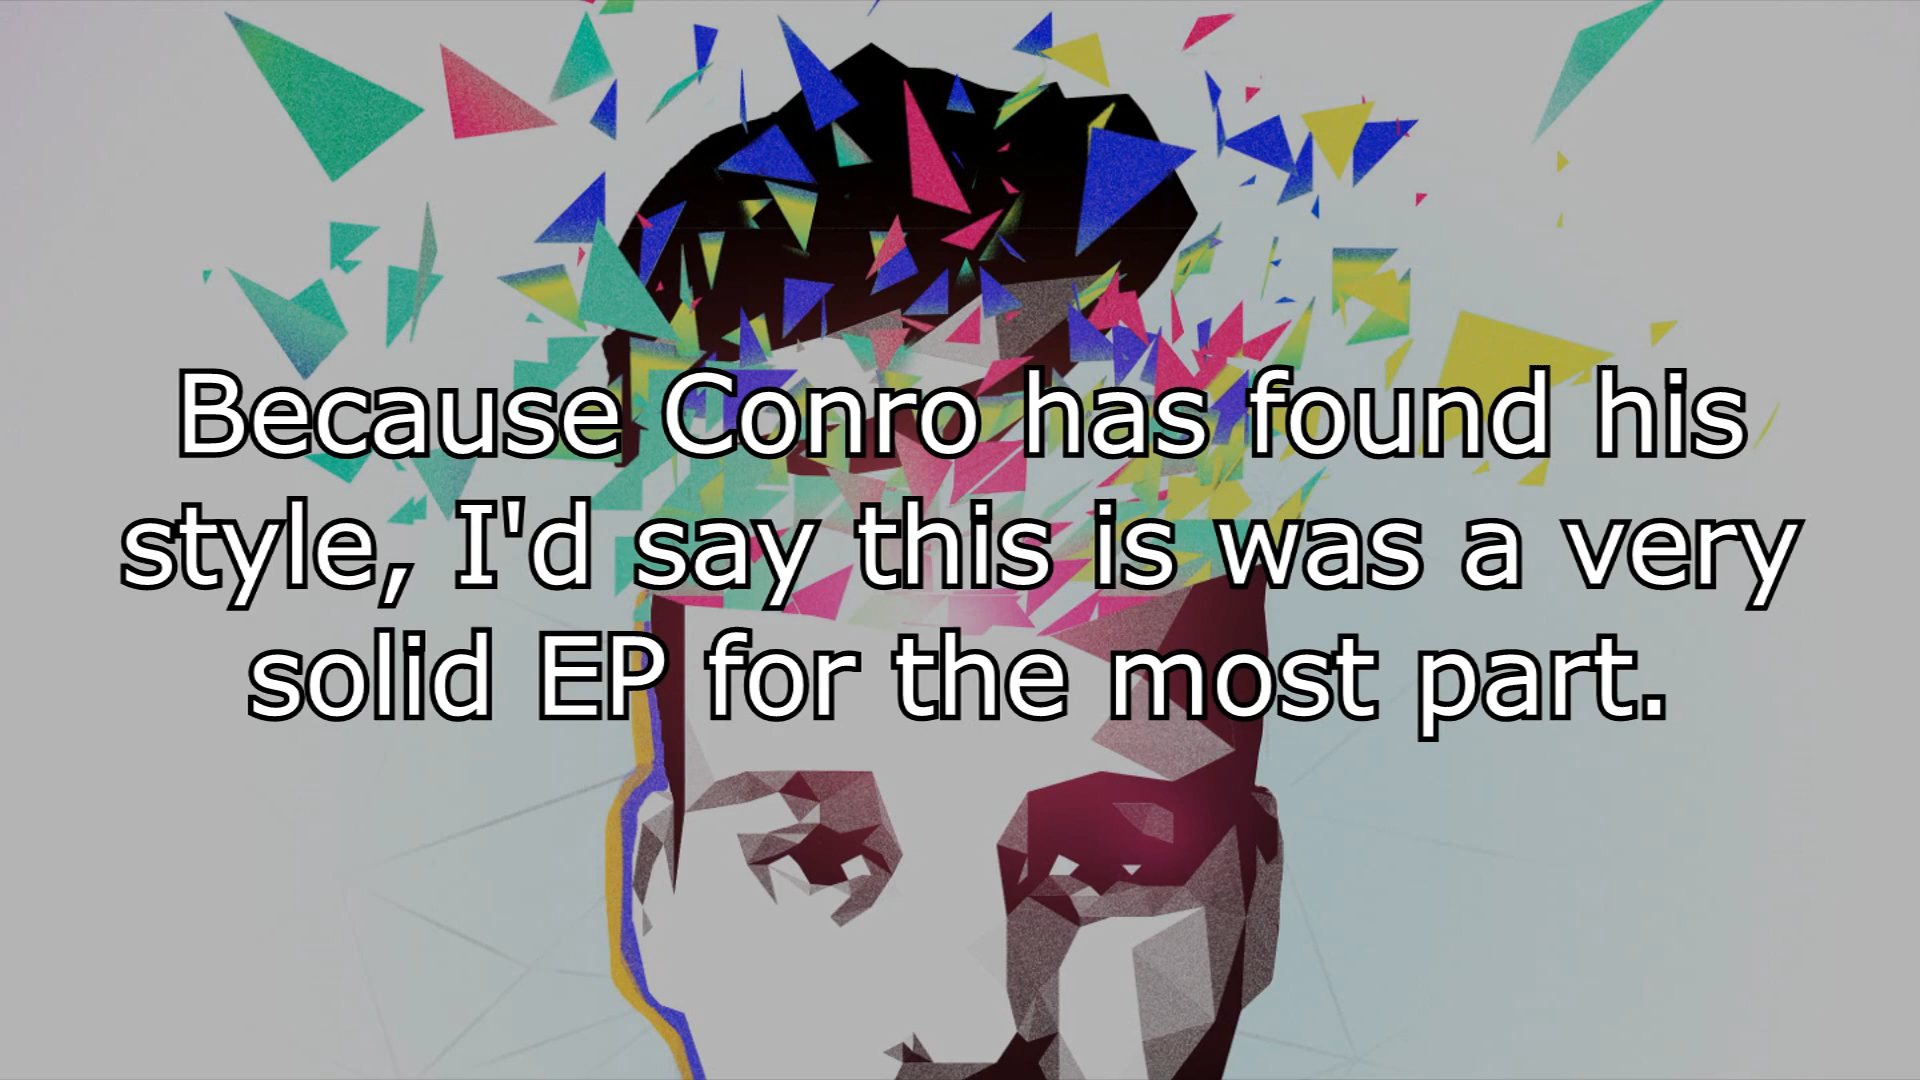 Because Conro has found his
style, I'd say this is was a very
solid EP for the most part.